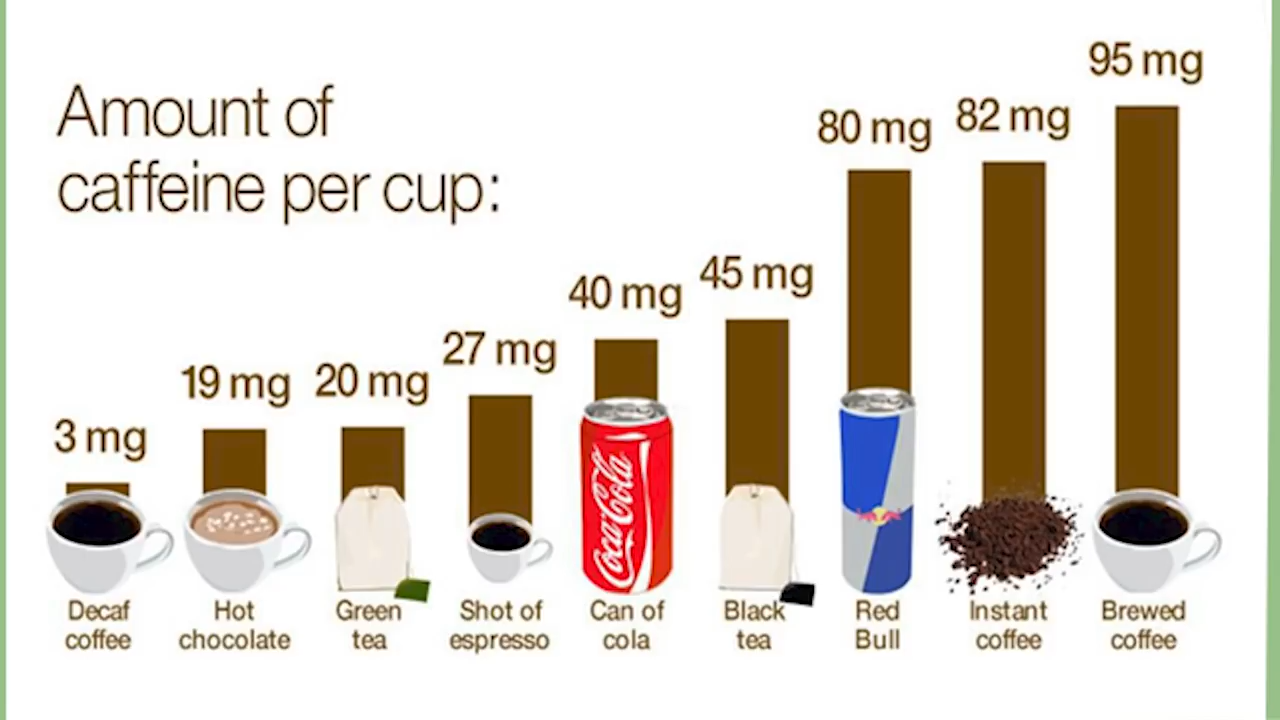 Amount of
caffeine per cup:
3 mg
19 mg
20 mg
27 mg
40 mg
45 mg
80 mg
82 mg
95 mg
Coca-Cola
Decaf
coffee
Hot
chocolate
Green
tea
Shot of
espresso
Can of
cola
Black
tea
Red
Bull
Instant
coffee
Brewed
coffee